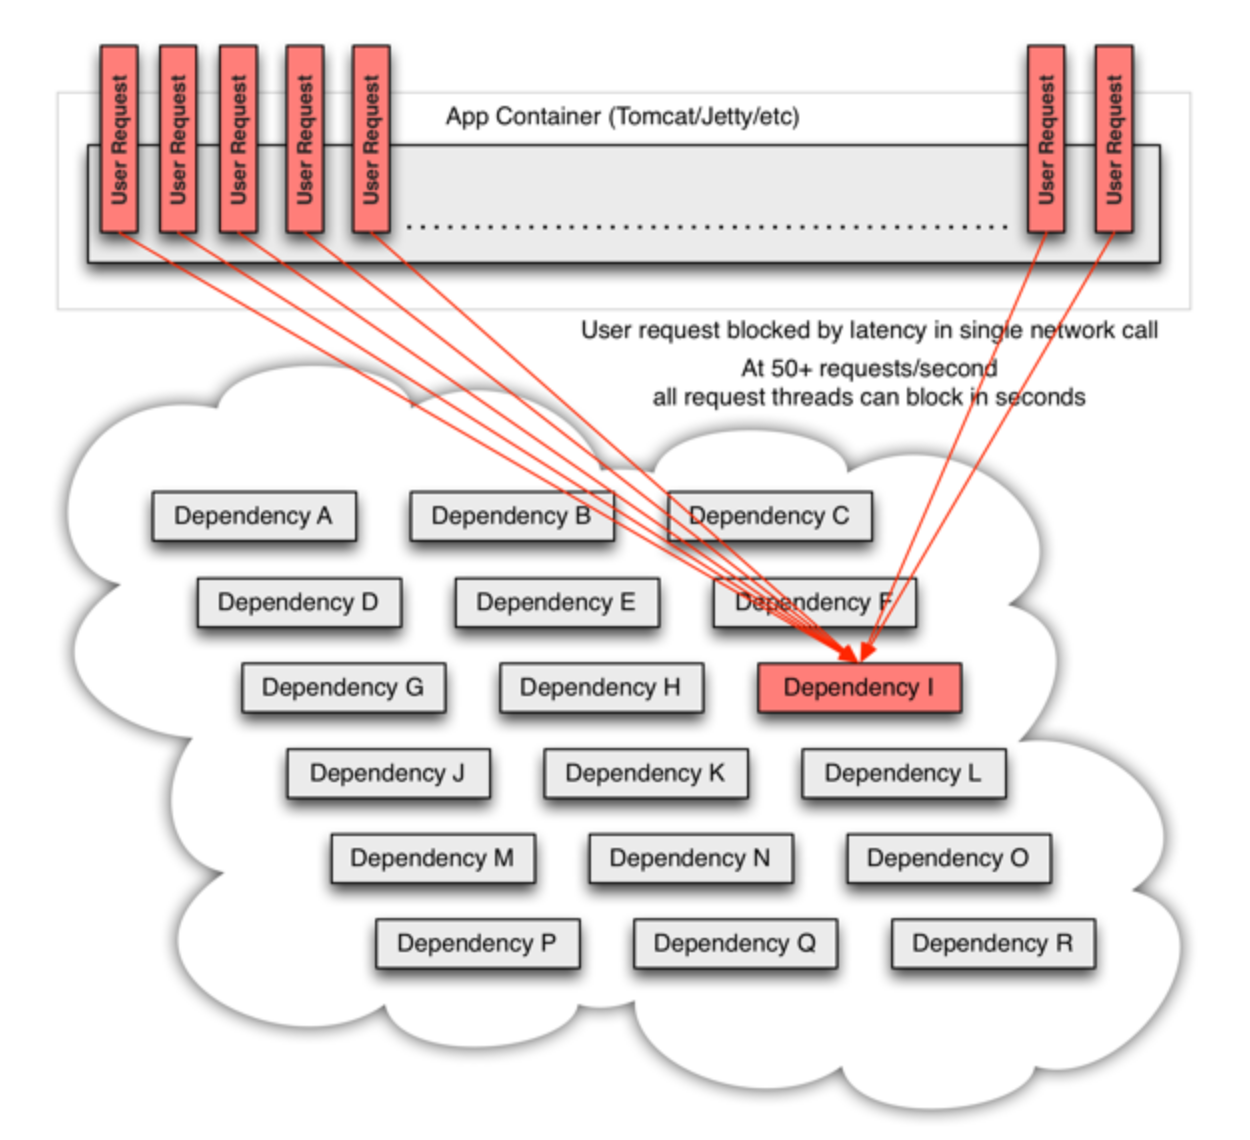 User Request
User Request
User Request
User Request
User Request
User Request
User Request
App Container (Tomcat/Jetty/etc)
User request blocked by latency in single network call
At 50+ requests/second
all request threads can block in seconds
Dependency A
Dependency B
Dependency C
Dependency D
Dependency E
Dependency F
Dependency G
Dependency H
Dependency I
Dependency J
Dependency K
Dependency L
Dependency M
Dependency N
Dependency O
Dependency P
Dependency Q
Dependency R